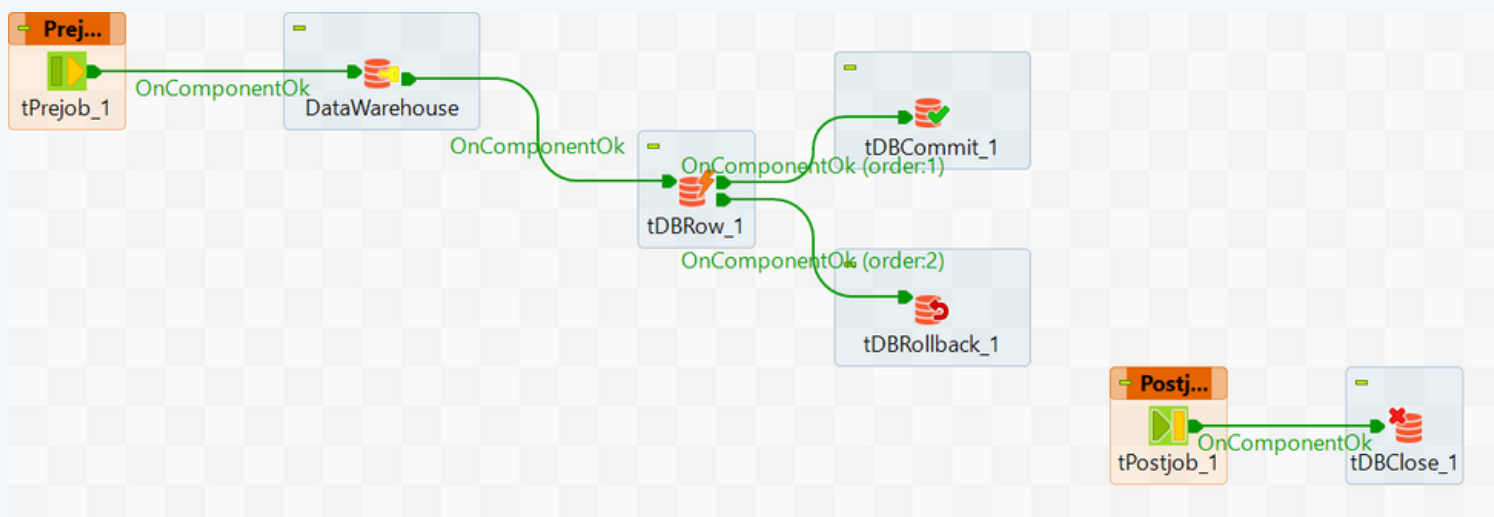 Prej...
tPrejob_1
OnComponentOk
DataWarehouse
OnComponentOk
tDBRow_1
OnComponentOk (order:1)
tDBCommit_1
OnComponentOk (order:2)
tDBRollback_1
Postj...
tPostjob_1
OnComponentOk
tDBClose_1